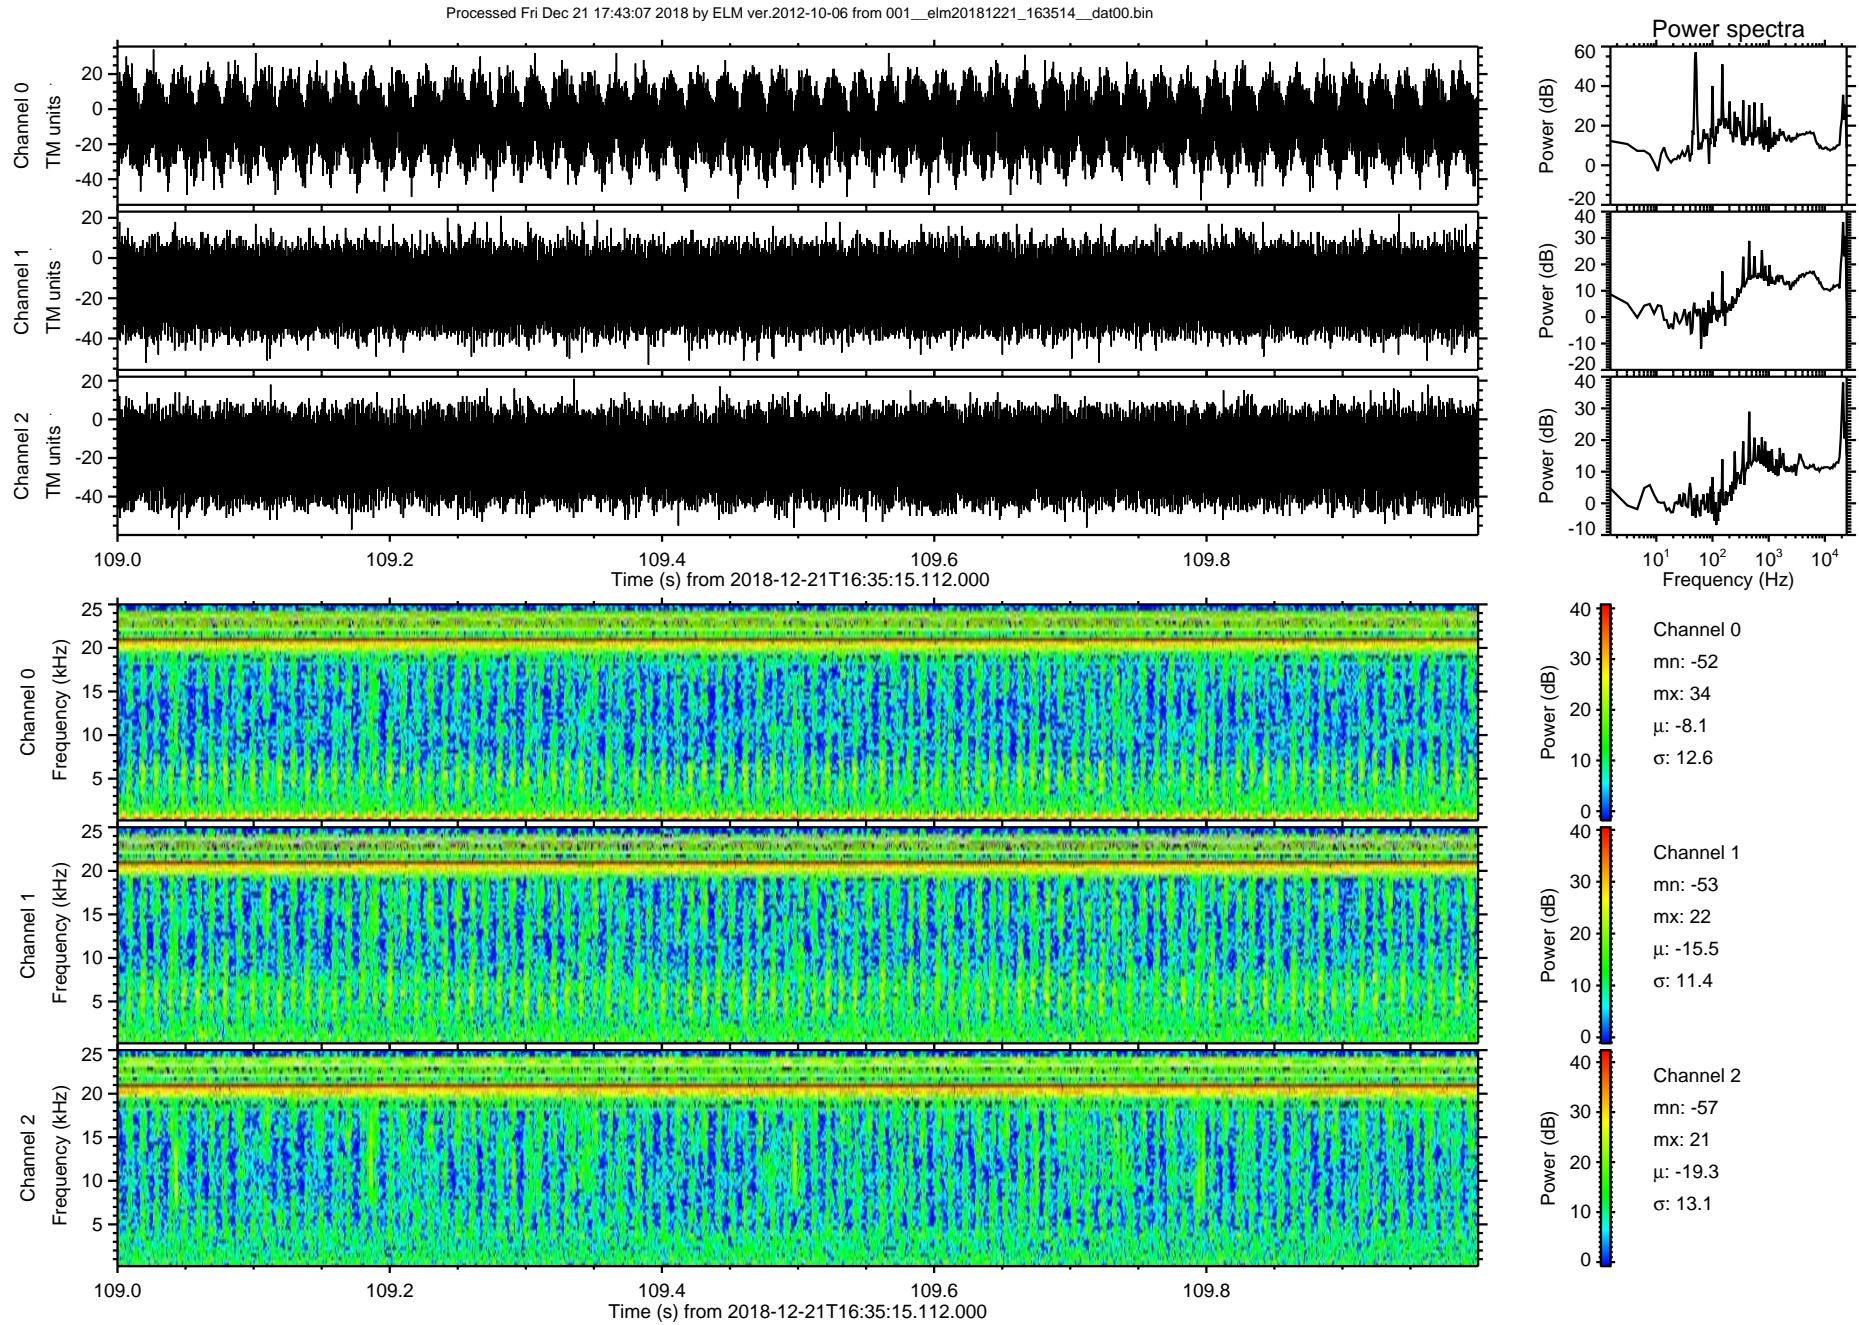 Processed Fri Dec 21 17:43:07 2018 by ELM ver.2012-10-06 from 001__elm20181221_163514__dat00.bin
Power spectra
Channel 0
TM units
20
0
-20
-40
Power (dB)
60
40
20
0
-20
Channel 1
TM units
20
0
-20
-40
Power (dB)
40
30
20
10
0
-10
-20
Channel 2
TM units
20
0
-20
-40
Power (dB)
40
30
20
10
0
-10
109.0 109.2 109.4 109.6 109.8
Time (s) from 2018-12-21T16:35:15.112.000
10¹ 10² 10³ 10⁴
Frequency (Hz)
Channel 0
Frequency (kHz)
25
20
15
10
5
Power (dB)
40
30
20
10
0
Channel 0
mn: -52
mx: 34
µ: -8.1
σ: 12.6
Channel 1
Frequency (kHz)
25
20
15
10
5
Power (dB)
40
30
20
10
0
Channel 1
mn: -53
mx: 22
µ: -15.5
σ: 11.4
Channel 2
Frequency (kHz)
25
20
15
10
5
Power (dB)
40
30
20
10
0
Channel 2
mn: -57
mx: 21
µ: -19.3
σ: 13.1
109.0 109.2 109.4 109.6 109.8
Time (s) from 2018-12-21T16:35:15.112.000